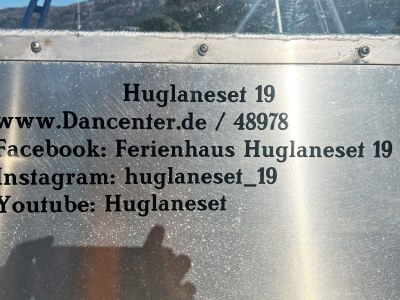 Huglaneset 19
www.Dancenter.de / 48978
Facebook: Ferienhaus Huglaneset 19
Instagram: huglaneset_19
Youtube: Huglaneset